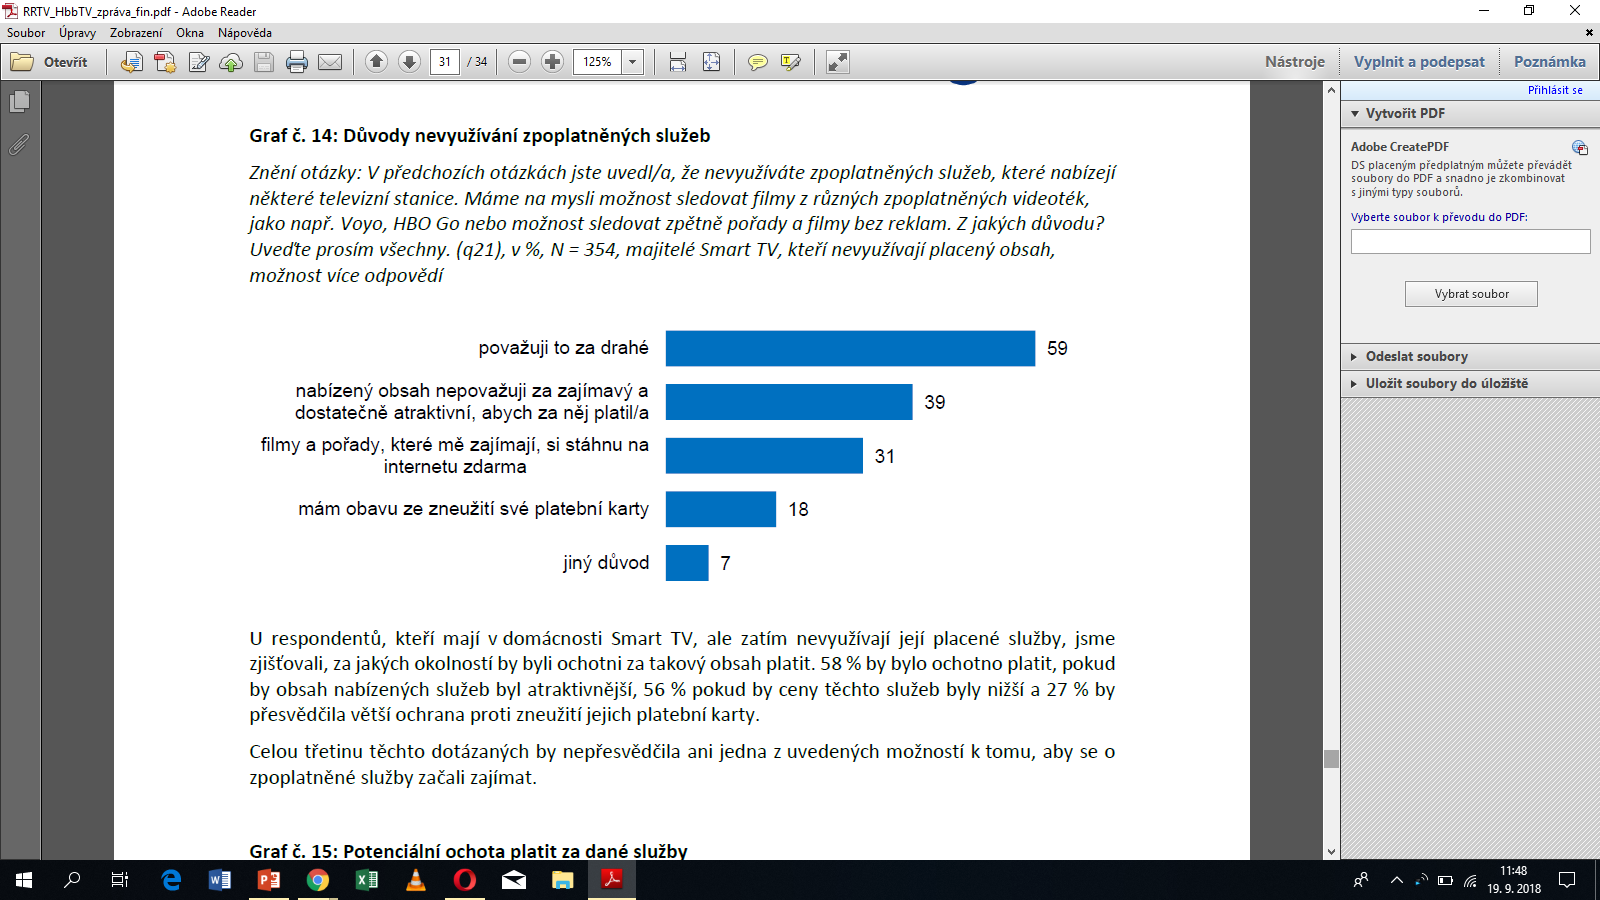 RRTV_HbbTV_zpráva_fin.pdf - Adobe Reader
Soubor Úpravy Zobrazení Okna Nápověda
Otevřít 31 / 34 125% Nástroje Vyplnit a podepsat Poznámka
Přihlásit se
Vytvořit PDF
Adobe CreatePDF
DS placeným předplatným můžete převádět
soubory do PDF a snadno je zkombinovat
s jinými typy souborů.
Vyberte soubor k převodu do PDF:
Vybrat soubor
Odeslat soubory
Uložit soubory do úložiště
Graf č. 14: Důvody nevyužívání zpoplatněných služeb
Znění otázky: V předchozích otázkách jste uvedl/a, že nevyužíváte zpoplatněných služeb, které nabízejí
některé televizní stanice. Máme na mysli možnost sledovat filmy z různých zpoplatněných videoték,
jako např. Voyo, HBO Go nebo možnost sledovat zpětně pořady a filmy bez reklam. Z jakých důvodu?
Uveďte prosím všechny. (q21), v %, N = 354, majitelé Smart TV, kteří nevyužívají placený obsah,
možnost více odpovědí
považuji to za drahé 59
nabízený obsah nepovažuji za zajímavý a
dostatečně atraktivní, abych za něj platil/a 39
filmy a pořady, které mě zajímají, si stáhnu na
internetu zdarma 31
mám obavu ze zneužití své platební karty 18
jiný důvod 7
U respondentů, kteří mají v domácnosti Smart TV, ale zatím nevyužívají její placené služby, jsme
zjišťovali, za jakých okolností by byli ochotni za takový obsah platit. 58 % by bylo ochotno platit, pokud
by obsah nabízených služeb byl atraktivnější, 56 % pokud by ceny těchto služeb byly nižší a 27 % by
přesvědčila větší ochrana proti zneužití jejich platební karty.
Celou třetinu těchto dotázaných by nepřesvědčila ani jedna z uvedených možností k tomu, aby se o
zpoplatněné služby začali zajímat.
Graf č. 15: Potenciální ochota platit za dané služby
11:48
19. 9. 2018